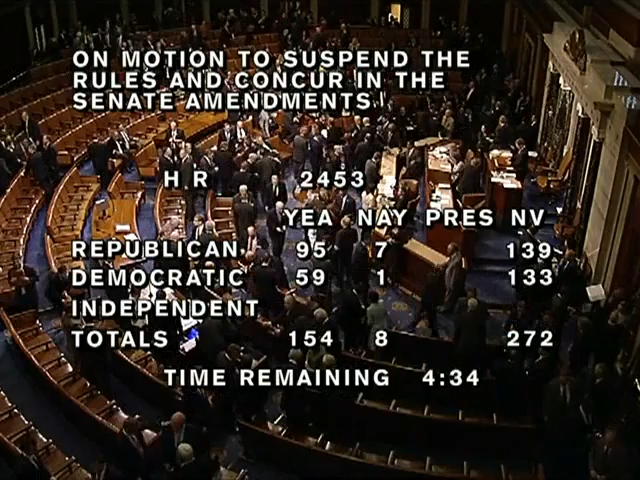 ON MOTION TO SUSPEND THE
RULES AND CONCUR IN THE
SENATE AMENDMENTS
H R 2453
YEA NAY PRES NV
REPUBLICAN 95 7 139
DEMOCRATIC 59 1 133
INDEPENDENT
TOTALS 154 8 272
TIME REMAINING 4:34